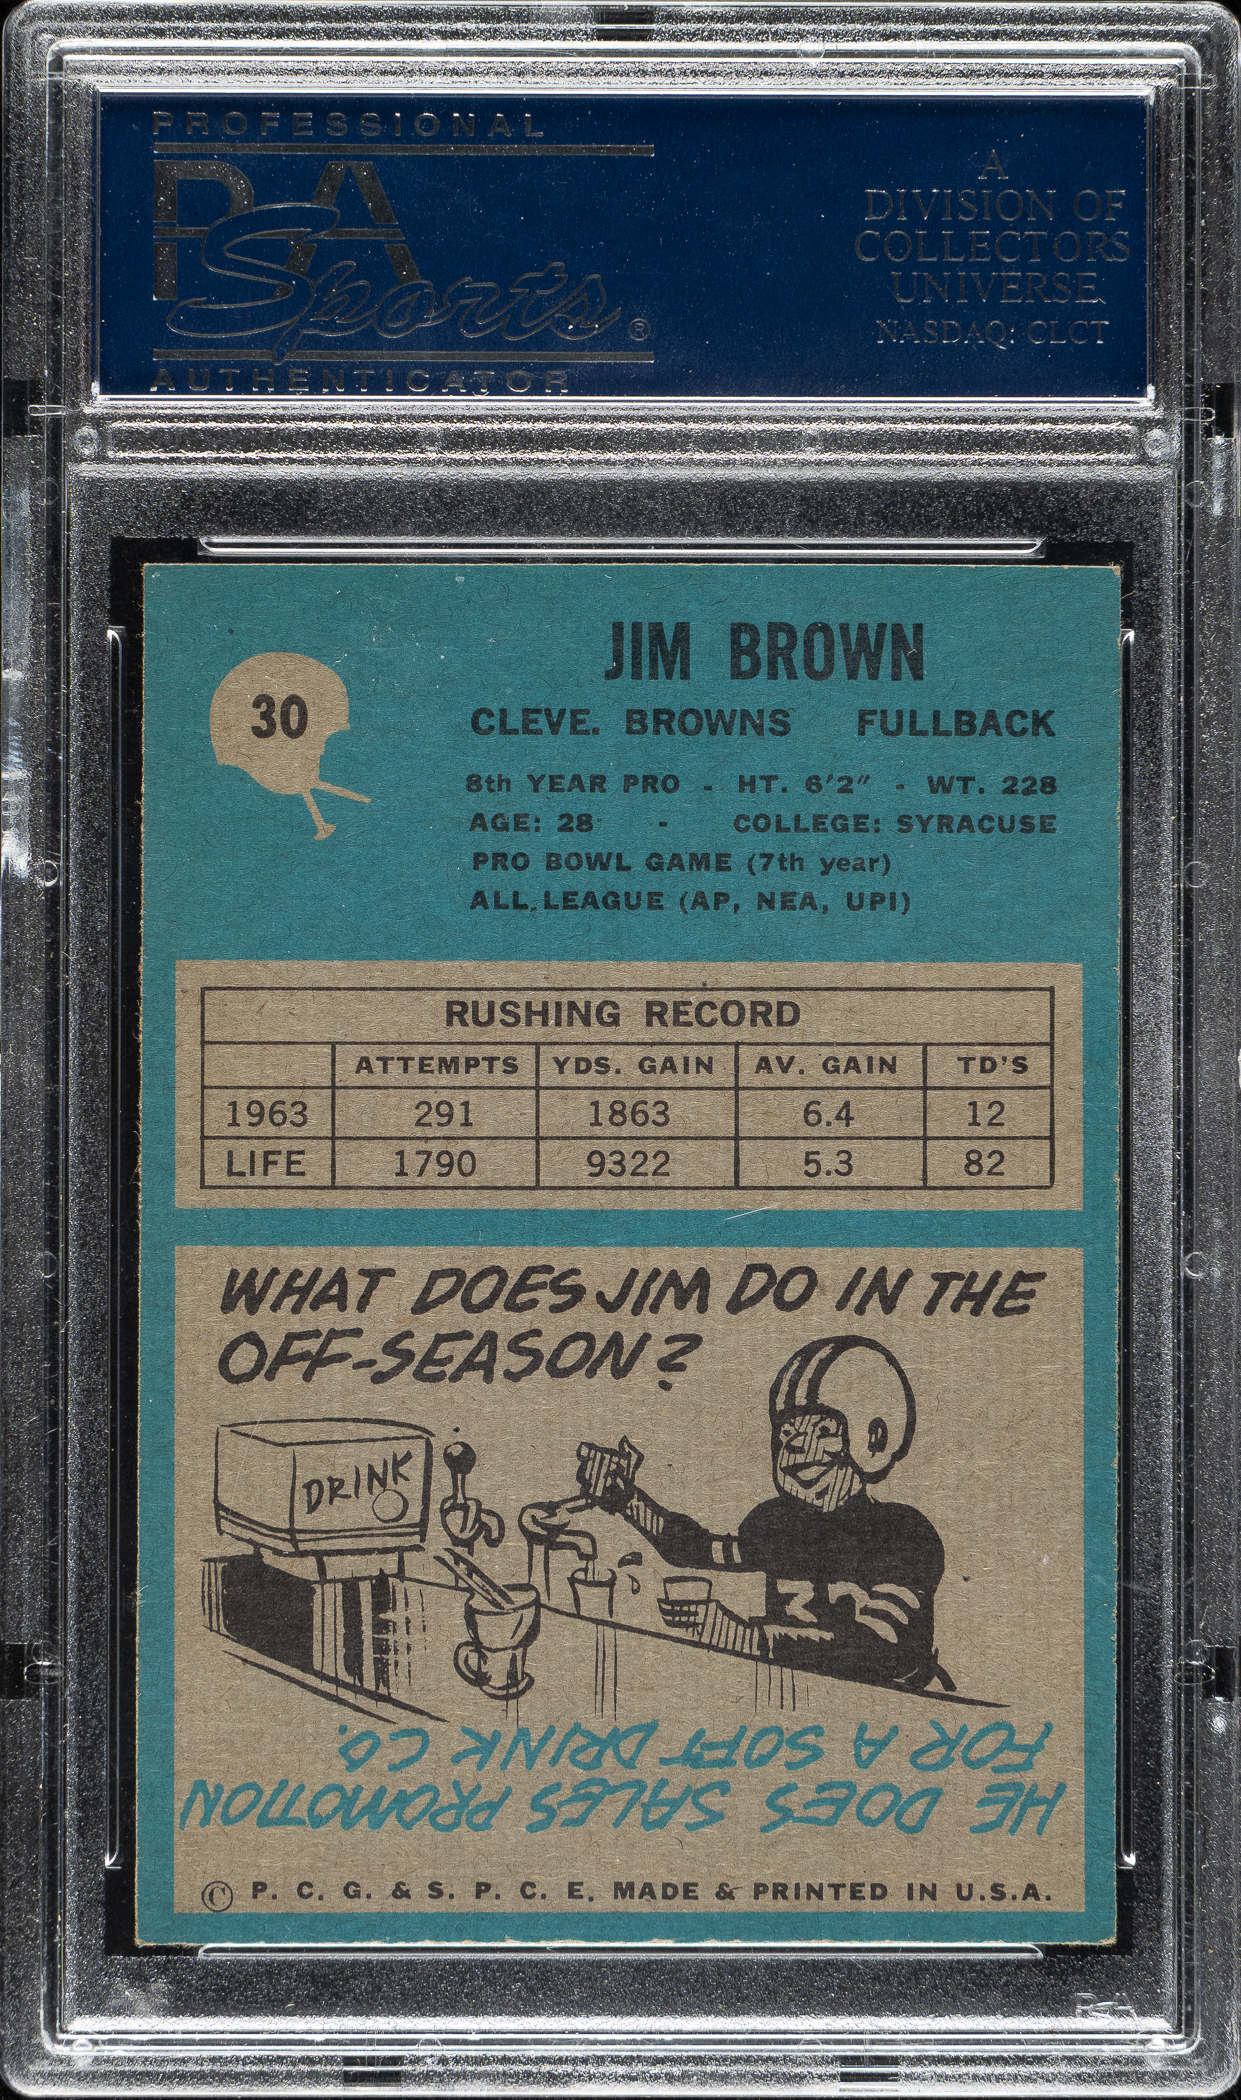 PROFESSIONAL
PSA
Sports®
AUTHENTICATOR
A
DIVISION OF
COLLECTORS
UNIVERSE
NASDAQ: CLCT
30
JIM BROWN
CLEVE. BROWNS FULLBACK
8th YEAR PRO - HT. 6'2" - WT. 228
AGE: 28 - COLLEGE: SYRACUSE
PRO BOWL GAME (7th year)
ALL LEAGUE (AP, NEA, UPI)
RUSHING RECORD
ATTEMPTS YDS. GAIN AV. GAIN TD'S
1963 291 1863 6.4 12
LIFE 1790 9322 5.3 82
WHAT DOES JIM DO IN THE
OFF-SEASON?
DRINK
HE DOES SALES PROMOTION
FOR A SOFT DRINK CO.
© P. C. G. & S. P. C. E. MADE & PRINTED IN U.S.A.
PSA